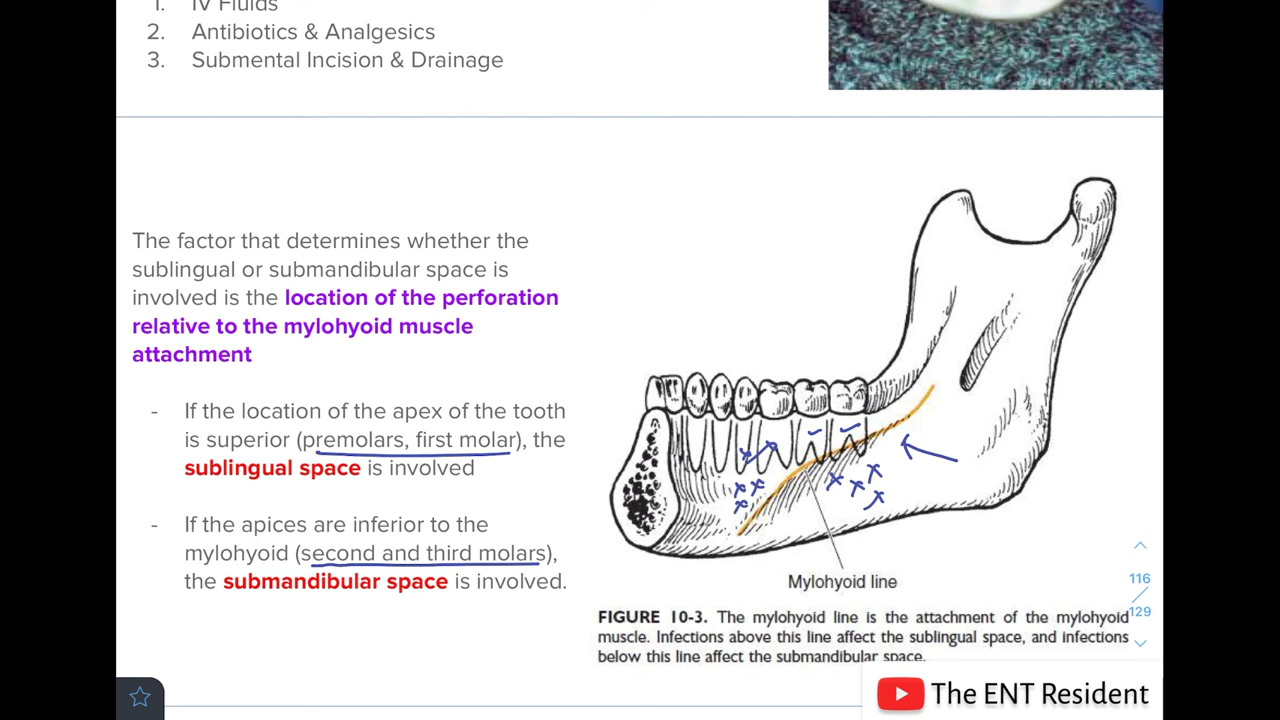 1. IV Fluids
2. Antibiotics & Analgesics
3. Submental Incision & Drainage
The factor that determines whether the
sublingual or submandibular space is
involved is the location of the perforation
relative to the mylohyoid muscle
attachment
- If the location of the apex of the tooth
is superior (premolars, first molar), the
sublingual space is involved
- If the apices are inferior to the
mylohyoid (second and third molars),
the submandibular space is involved.
Mylohyoid line
FIGURE 10-3. The mylohyoid line is the attachment of the mylohyoid
muscle. Infections above this line affect the sublingual space, and infections
below this line affect the submandibular space.
116
129
The ENT Resident